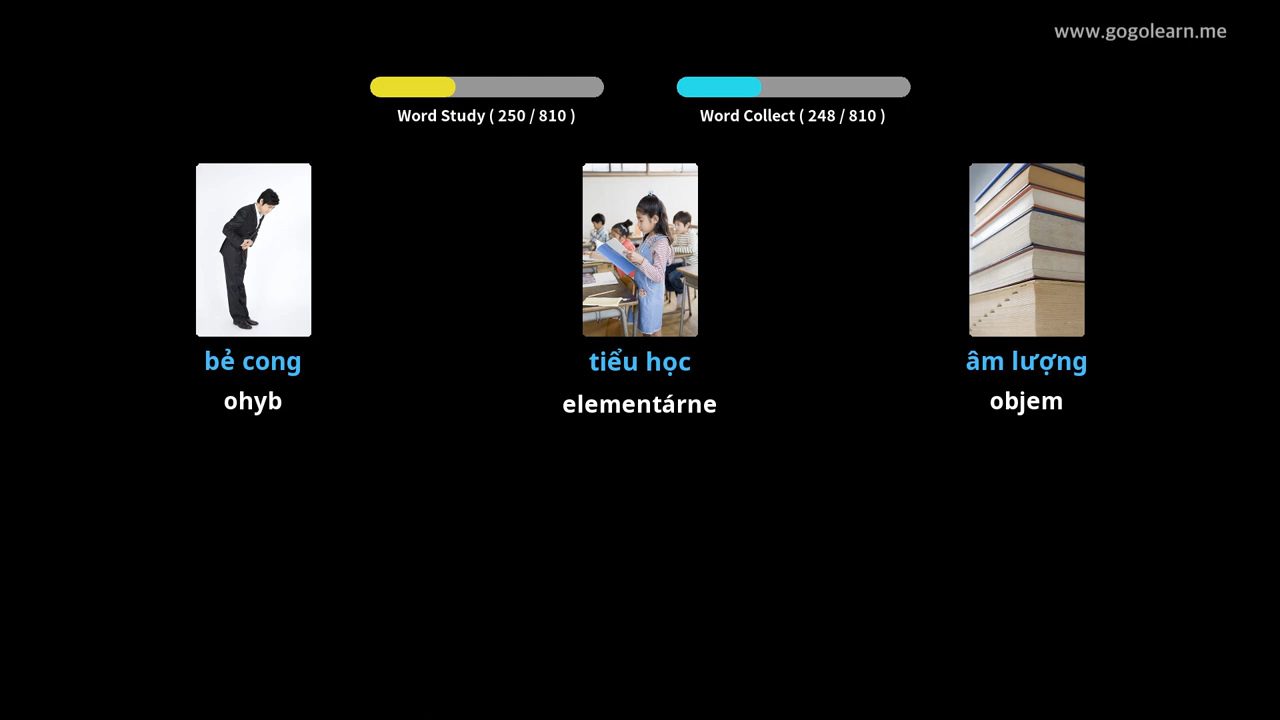 www.gogolearn.me
Word Study ( 250 / 810 )
Word Collect ( 248 / 810 )
bẻ cong
tiểu học
âm lượng
ohyb
elementárne
objem